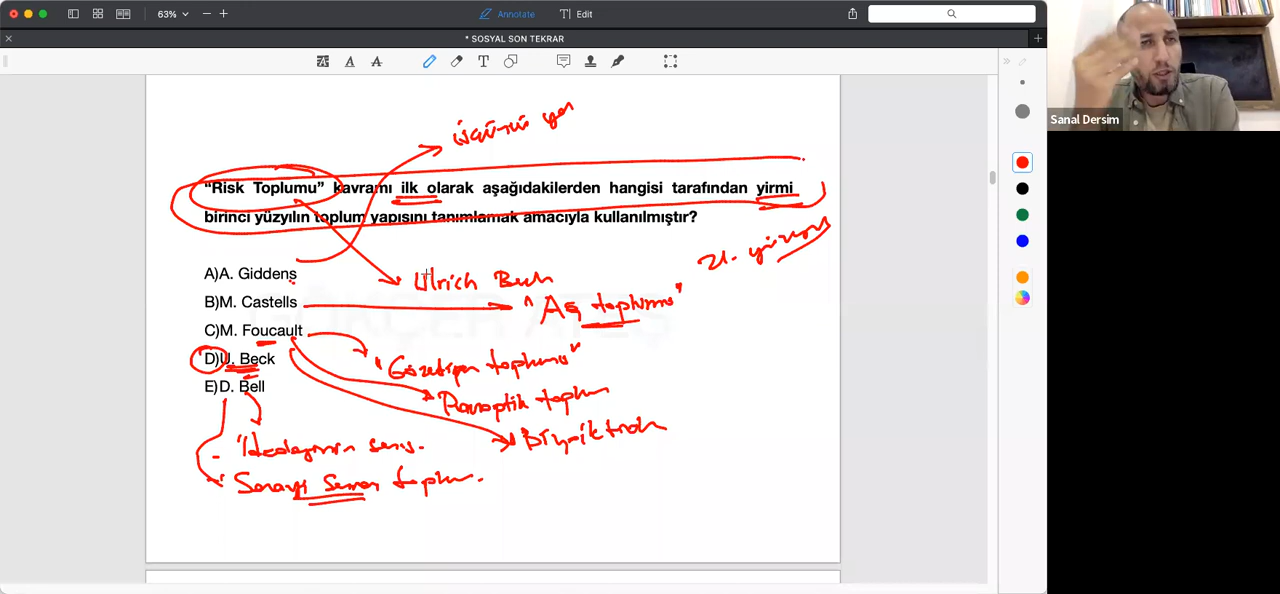 63%
Annotate
Edit
* SOSYAL SON TEKRAR
Sanal Dersim
üçüncü yol
"Risk Toplumu" kavramı ilk olarak aşağıdakilerden hangisi tarafından yirmi
birinci yüzyılın toplum yapısını tanımlamak amacıyla kullanılmıştır?
21.
A)A. Giddens
Ulrich Beck
B)M. Castells
"Ağ toplumu"
C)M. Foucault
"Gözetim toplumu"
D)U. Beck
Panoptik toplum
E)D. Bell
Biyoiktidar
"İdeolojinin sonu.
Sanayi Sonrası toplum.